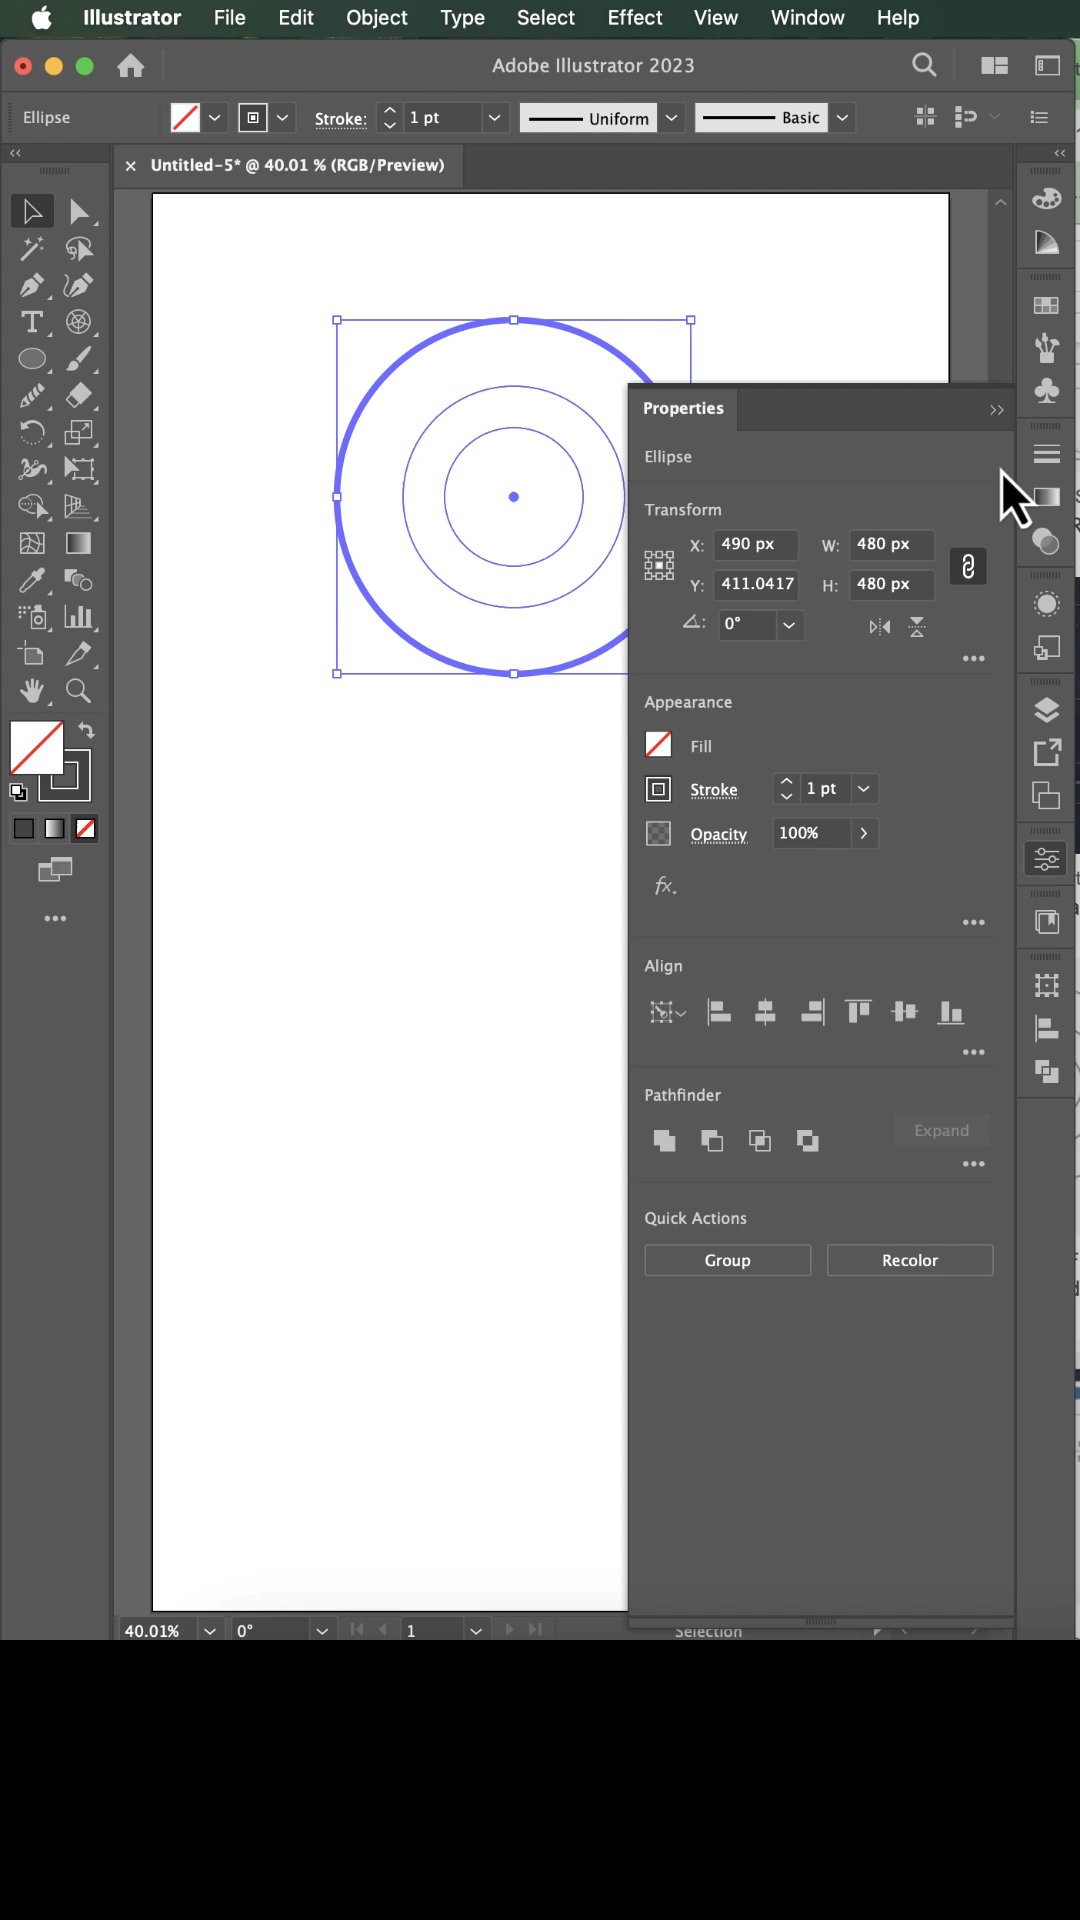 Illustrator File Edit Object Type Select Effect View Window Help
Adobe Illustrator 2023
Ellipse Stroke: 1 pt Uniform Basic
× Untitled-5* @ 40.01 % (RGB/Preview)
Properties
Ellipse
Transform
X: 490 px W: 480 px
Y: 411.0417 H: 480 px
0°
Appearance
Fill
Stroke 1 pt
Opacity 100%
fx.
Align
Pathfinder
Expand
Quick Actions
Group Recolor
40.01% 0° 1 Selection